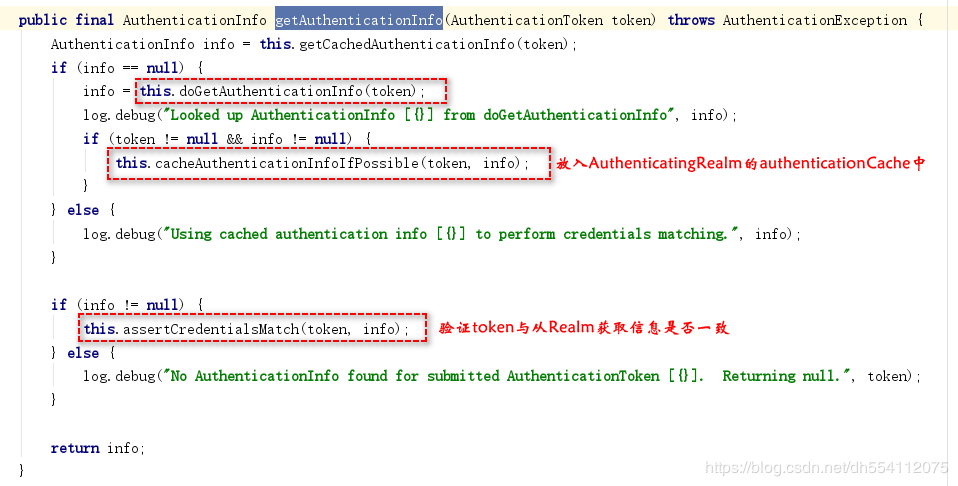 public final AuthenticationInfo getAuthenticationInfo(AuthenticationToken token) throws AuthenticationException {
AuthenticationInfo info = this.getCachedAuthenticationInfo(token);
if (info == null) {
info = this.doGetAuthenticationInfo(token);
log.debug("Looked up AuthenticationInfo [{}] from doGetAuthenticationInfo", info);
if (token != null && info != null) {
this.cacheAuthenticationInfoIfPossible(token, info); 放入AuthenticatingRealm的authenticationCache中
}
} else {
log.debug("Using cached authentication info [{}] to perform credentials matching.", info);
}
if (info != null) {
this.assertCredentialsMatch(token, info); 验证token与从Realm获取信息是否一致
} else {
log.debug("No AuthenticationInfo found for submitted AuthenticationToken [{}].  Returning null.", token);
}
return info;
}
https://blog.csdn.net/dh554112075